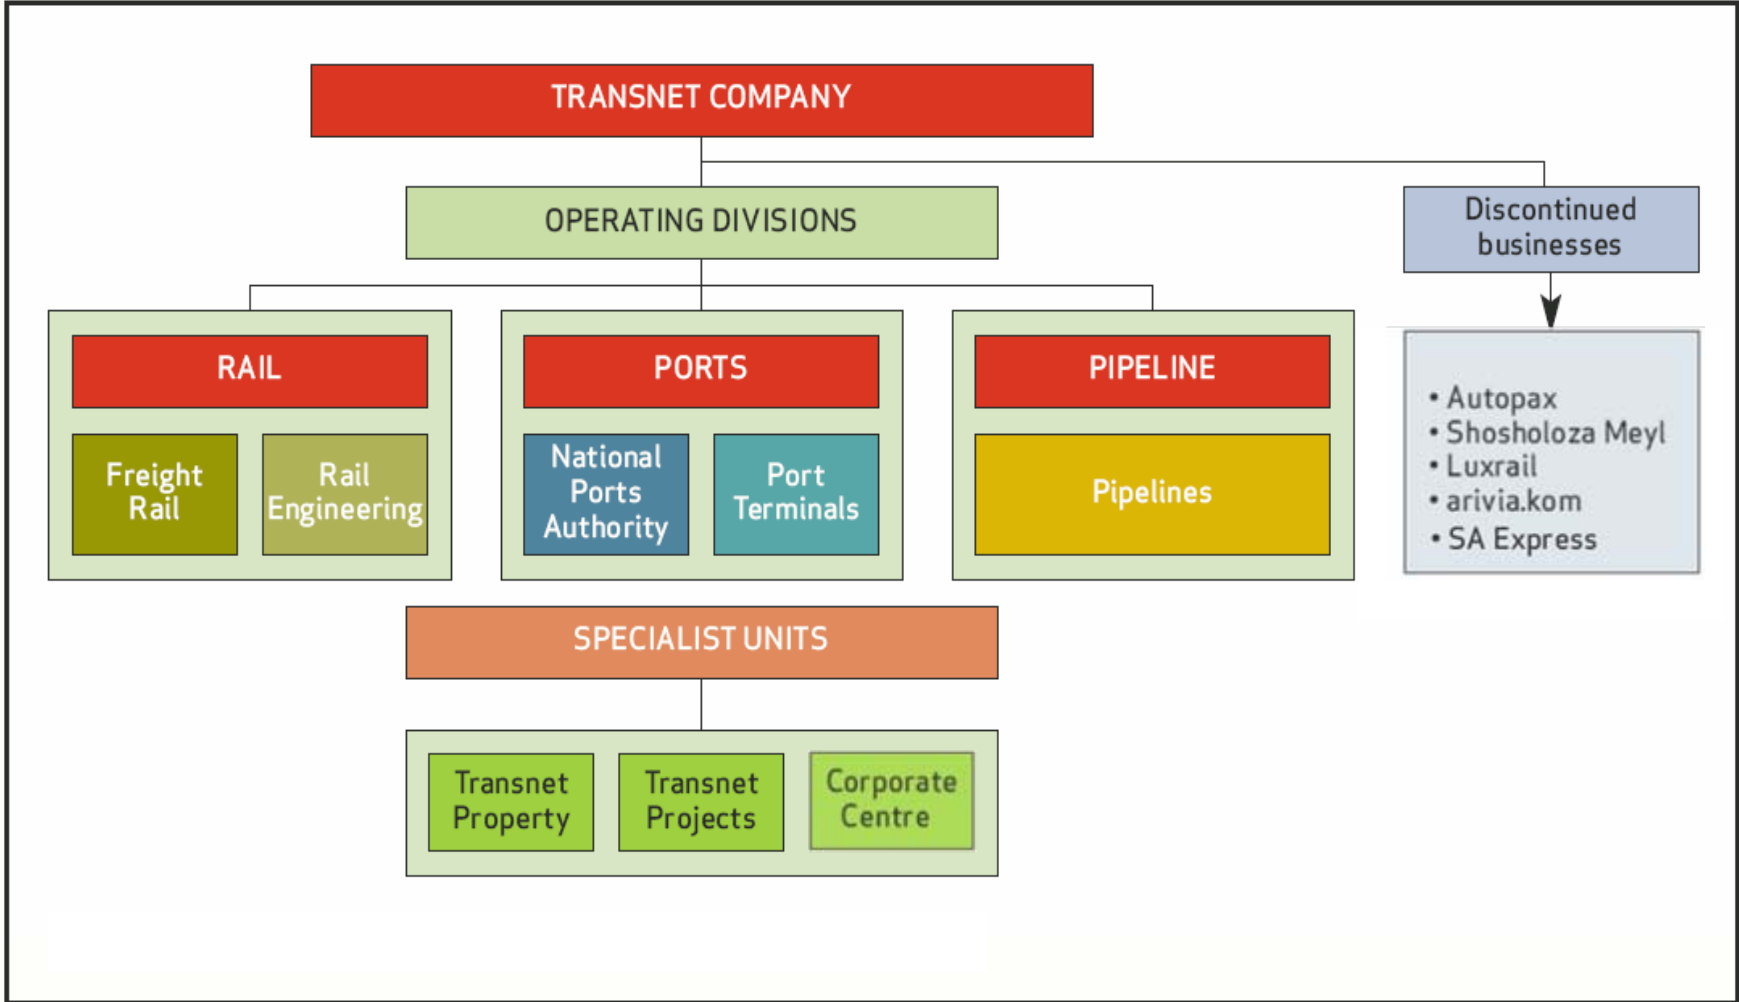 TRANSNET COMPANY
OPERATING DIVISIONS
Discontinued
businesses
RAIL
Freight
Rail
Rail
Engineering
PORTS
National
Ports
Authority
Port
Terminals
PIPELINE
Pipelines
• Autopax
• Shosholoza Meyl
• Luxrail
• arivia.kom
• SA Express
SPECIALIST UNITS
Transnet
Property
Transnet
Projects
Corporate
Centre